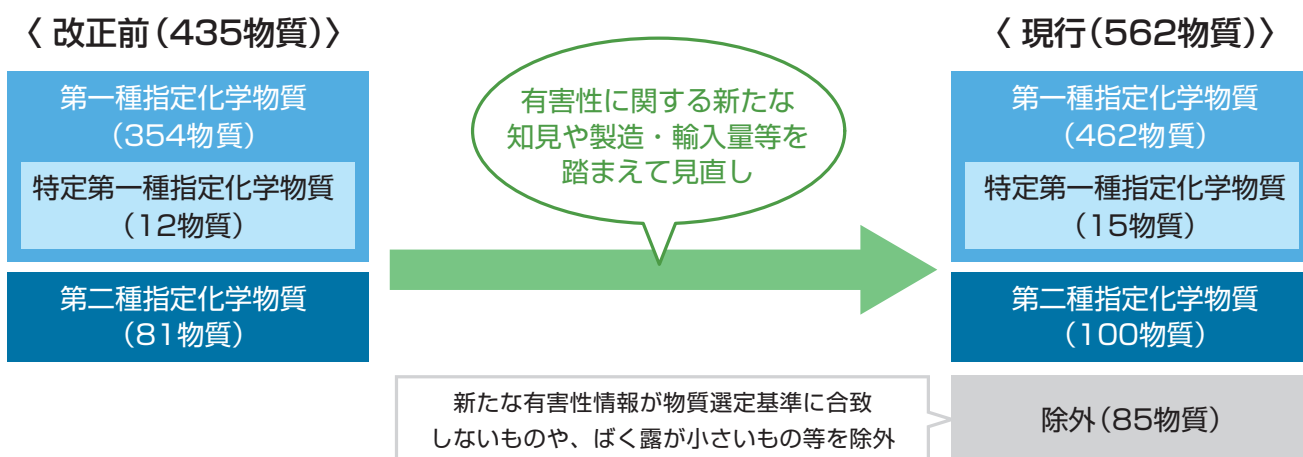 〈 改正前(435物質)〉
第一種指定化学物質
(354物質)
特定第一種指定化学物質
(12物質)
第二種指定化学物質
(81物質)
有害性に関する新たな
知見や製造・輸入量等を
踏まえて見直し
〈 現行(562物質)〉
第一種指定化学物質
(462物質)
特定第一種指定化学物質
(15物質)
第二種指定化学物質
(100物質)
新たな有害性情報が物質選定基準に合致
しないものや、ばく露が小さいもの等を除外
除外(85物質)